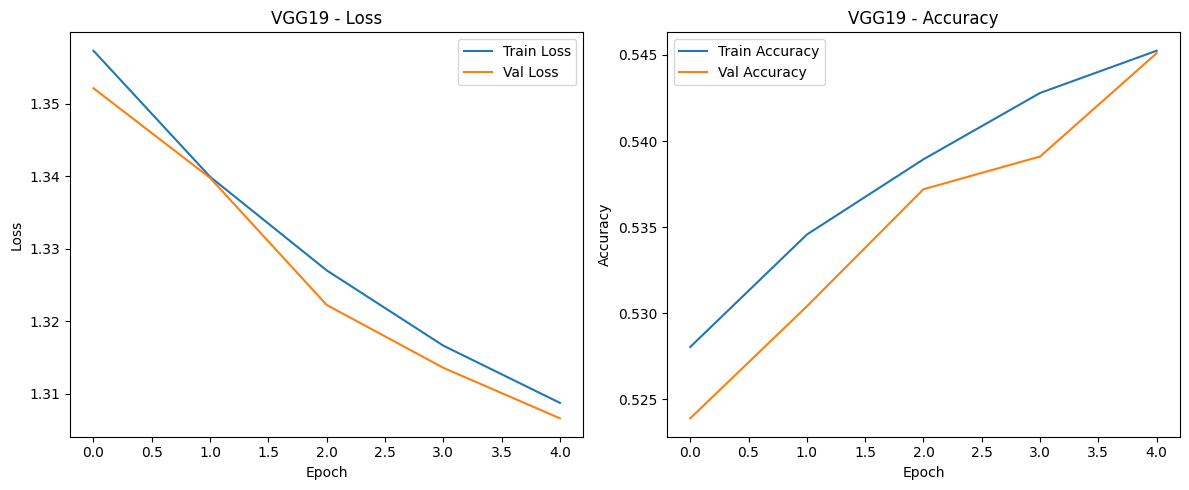 VGG19 - Loss
Train Loss
Val Loss
1.35
1.34
1.33
1.32
1.31
Loss
0.0 0.5 1.0 1.5 2.0 2.5 3.0 3.5 4.0
Epoch
VGG19 - Accuracy
Train Accuracy
Val Accuracy
0.545
0.540
0.535
0.530
0.525
Accuracy
0.0 0.5 1.0 1.5 2.0 2.5 3.0 3.5 4.0
Epoch